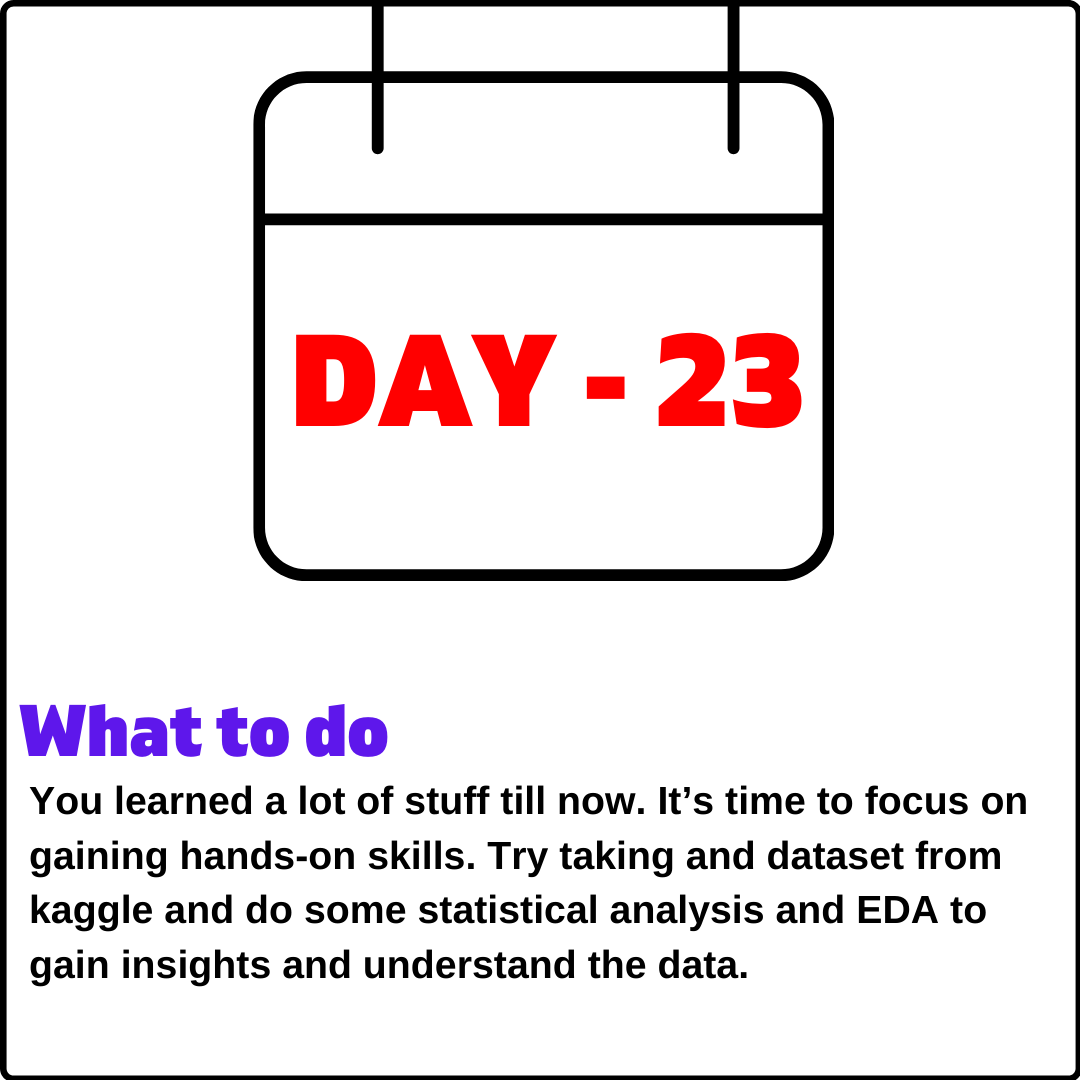 DAY - 23
What to do
You learned a lot of stuff till now. It’s time to focus on
gaining hands-on skills. Try taking and dataset from
kaggle and do some statistical analysis and EDA to
gain insights and understand the data.